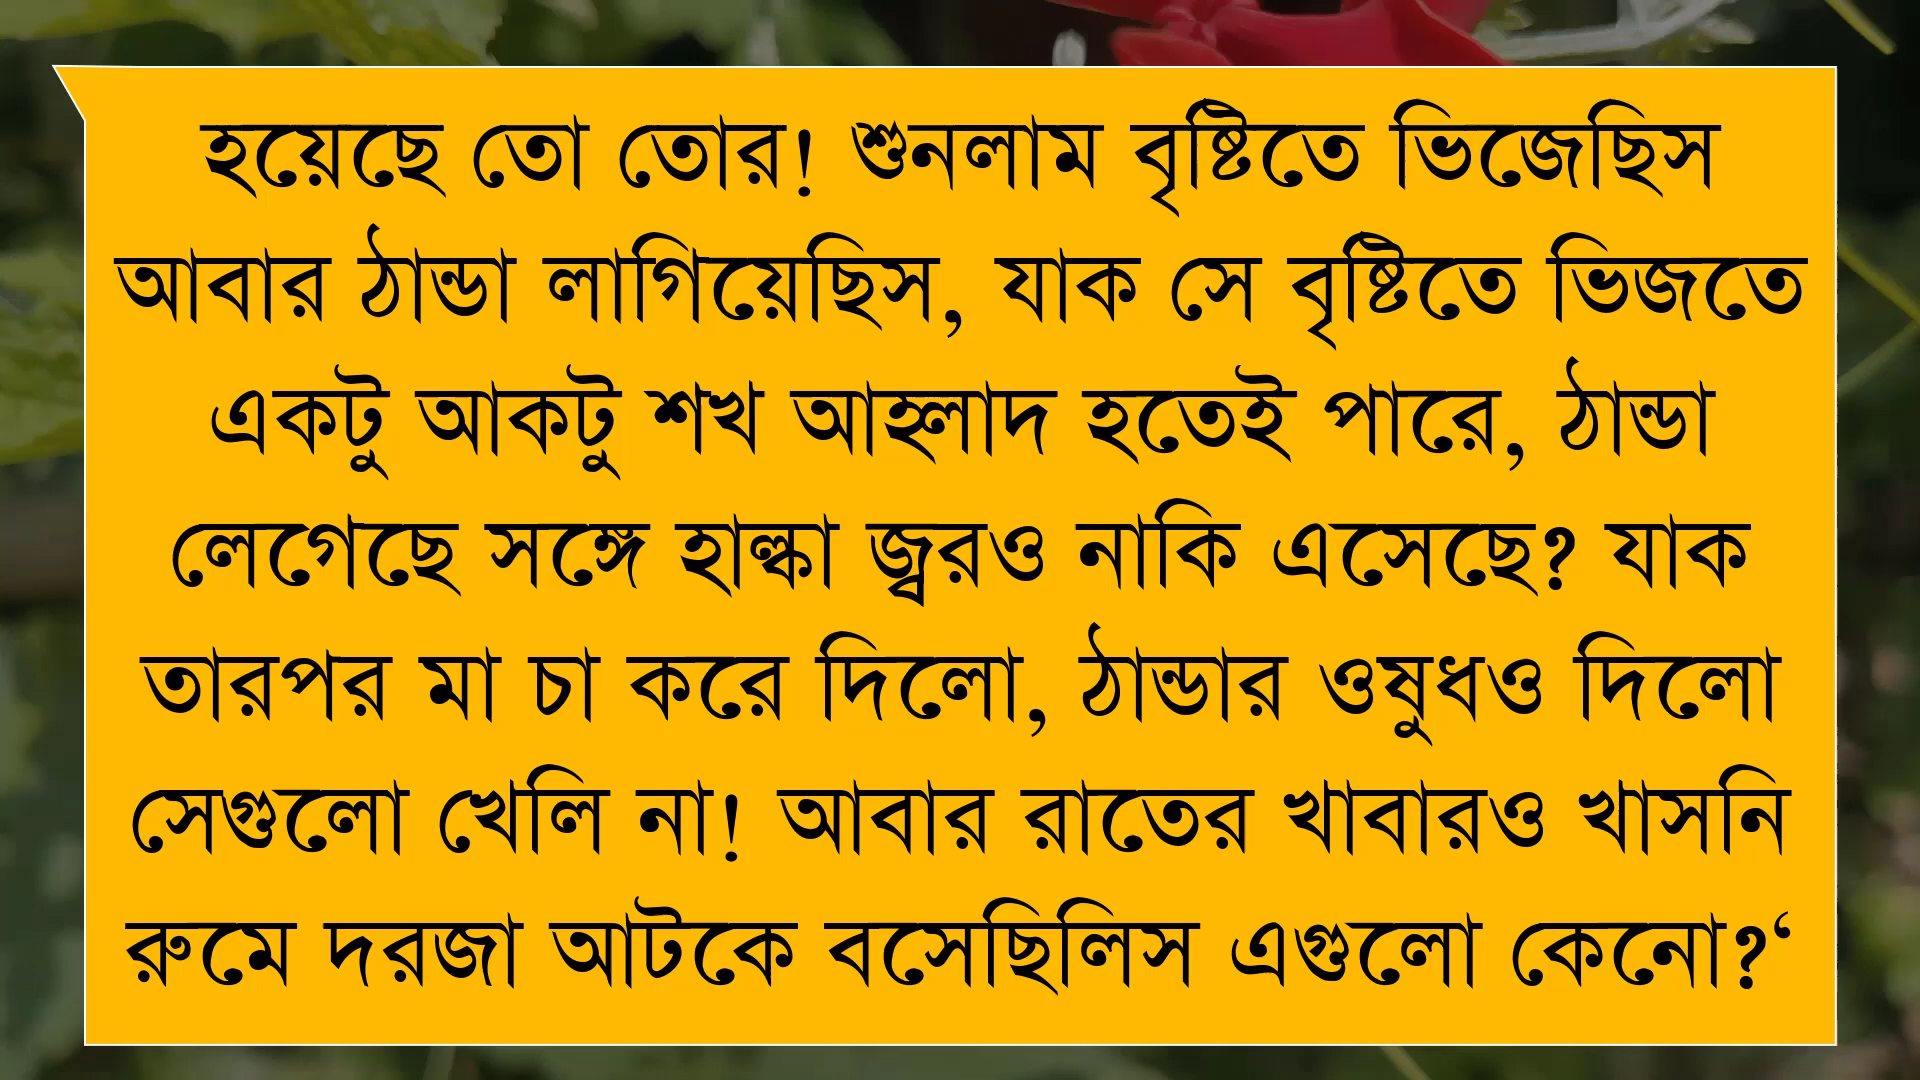 হয়েছে তো তোর! শুনলাম বৃষ্টিতে ভিজেছিস
আবার ঠান্ডা লাগিয়েছিস, যাক সে বৃষ্টিতে ভিজতে
একটু আকটু শখ আহ্লাদ হতেই পারে, ঠান্ডা
লেগেছে সঙ্গে হাল্কা জ্বরও নাকি এসেছে? যাক
তারপর মা চা করে দিলো, ঠান্ডার ওষুধও দিলো
সেগুলো খেলি না! আবার রাতের খাবারও খাসনি
রুমে দরজা আটকে বসেছিলিস এগুলো কেনো?‘